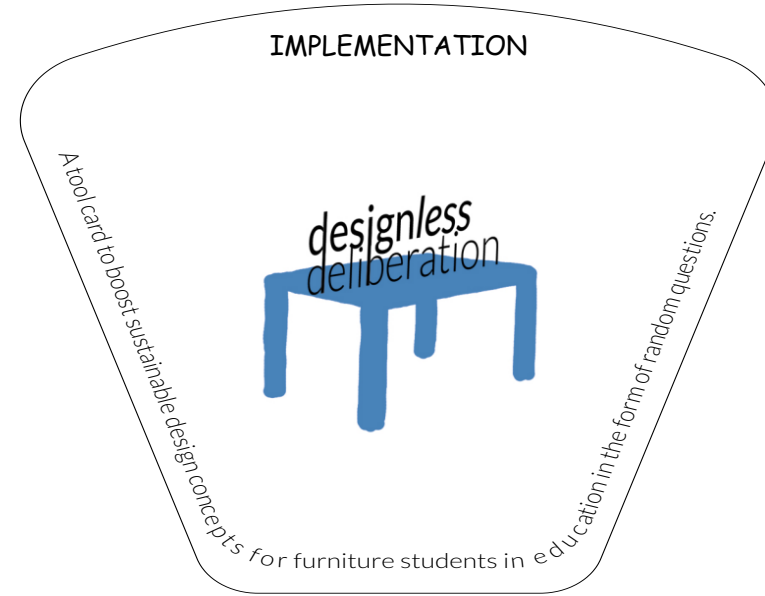 IMPLEMENTATION
designless
deliberation
A tool card to boost sustainable design concepts for furniture students in education in the form of random questions.